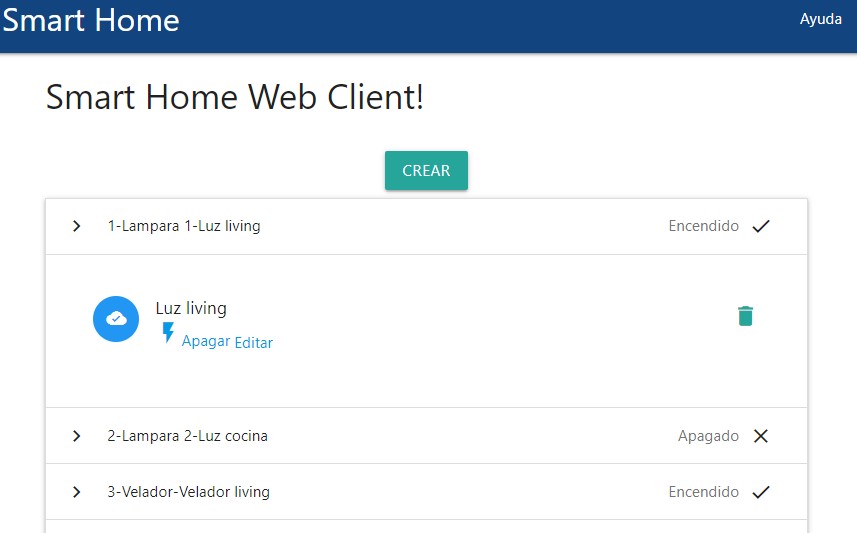 Smart Home
Ayuda
Smart Home Web Client!
CREAR
1-Lampara 1-Luz living
Encendido
Luz living
Apagar Editar
2-Lampara 2-Luz cocina
Apagado
3-Velador-Velador living
Encendido